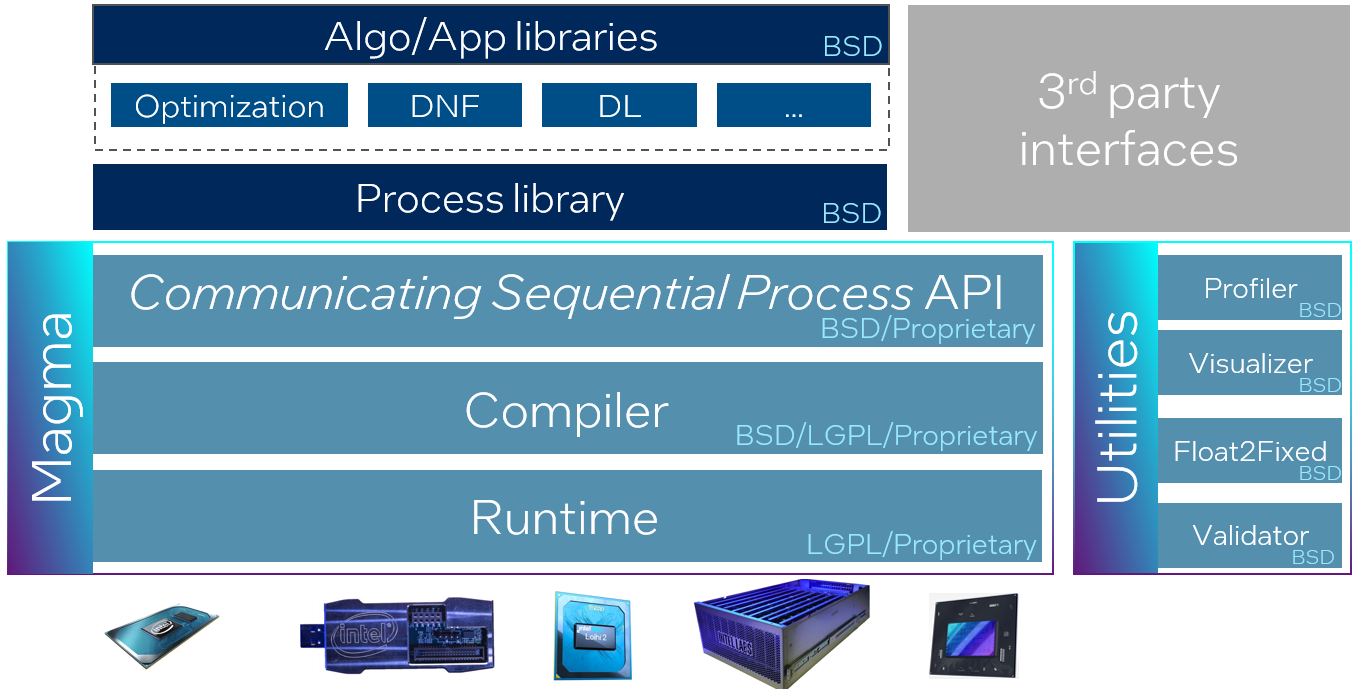 Algo/App libraries
BSD
Optimization
DNF
DL
...
3rd party
interfaces
Process library
BSD
Magma
Communicating Sequential Process API
BSD/Proprietary
Compiler
BSD/LGPL/Proprietary
Runtime
LGPL/Proprietary
Utilities
Profiler
BSD
Visualizer
BSD
Float2Fixed
BSD
Validator
BSD
intel
Loihi 2
INTEL LABS